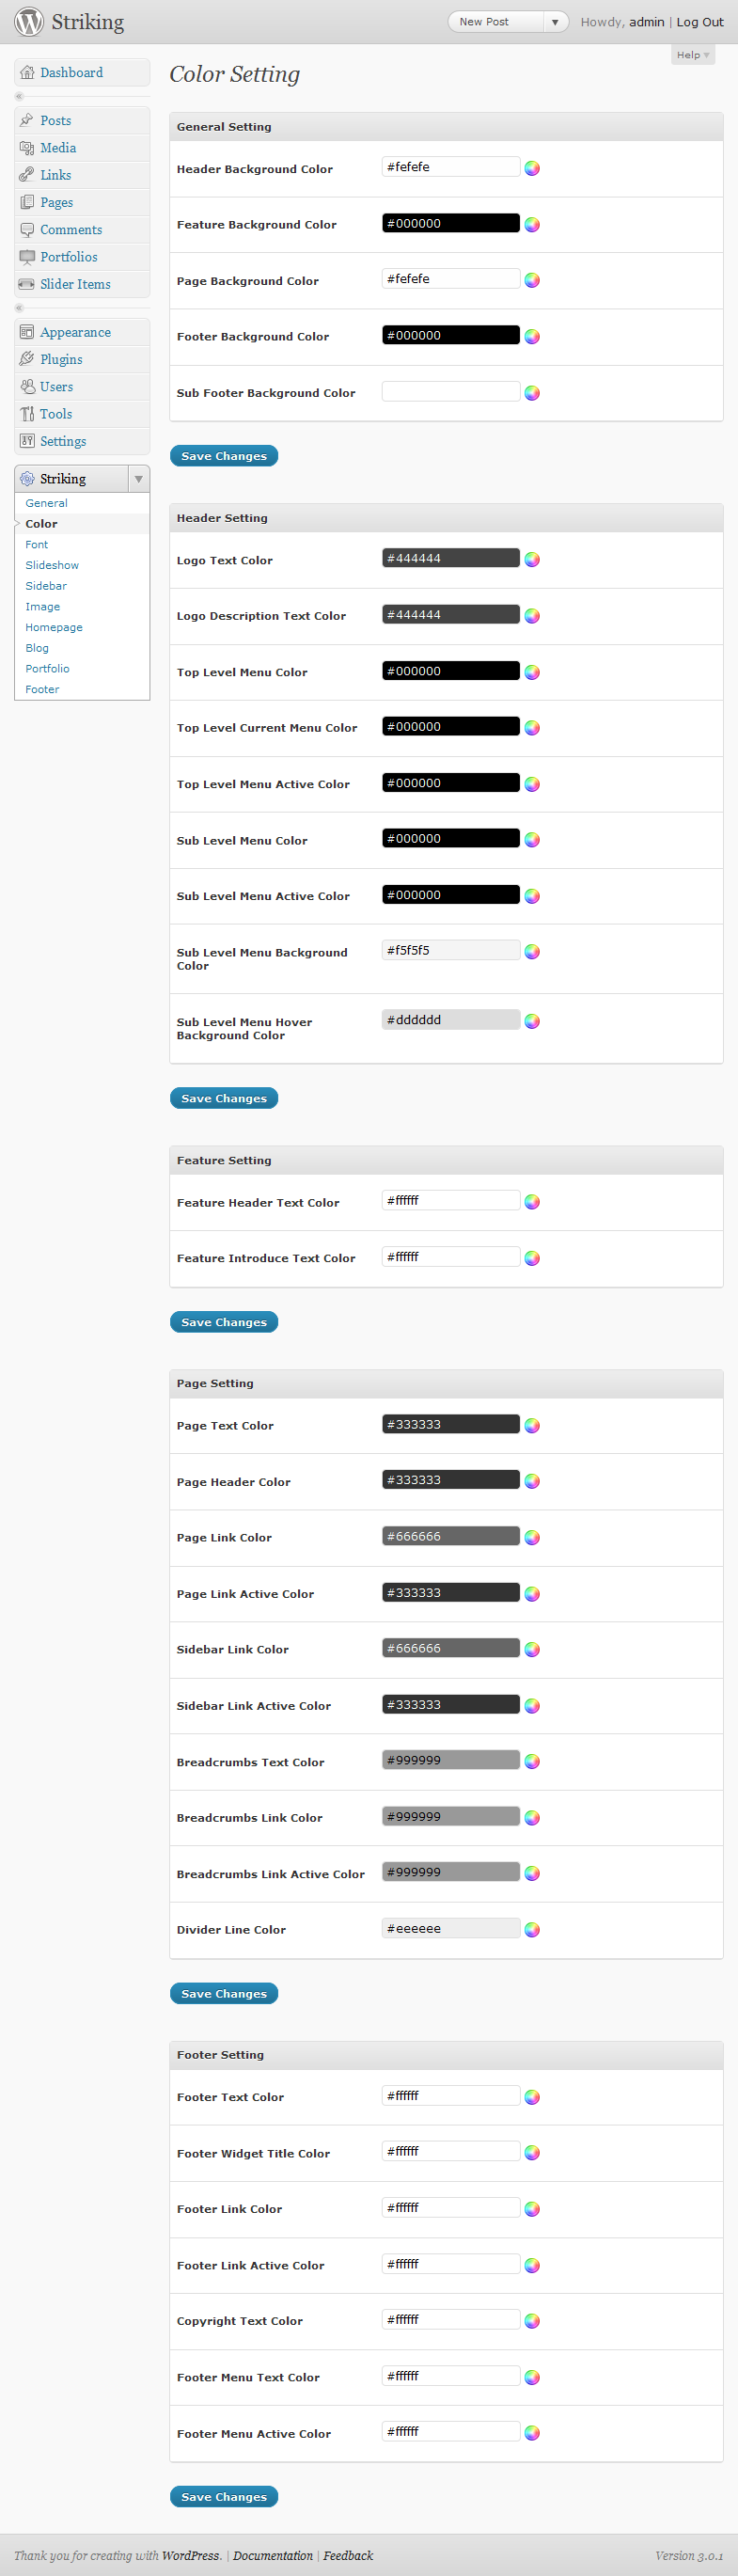 Striking
New Post
Howdy, admin | Log Out
Help
Dashboard
Posts
Media
Links
Pages
Comments
Portfolios
Slider Items
Appearance
Plugins
Users
Tools
Settings
Striking
General
Color
Font
Slideshow
Sidebar
Image
Homepage
Blog
Portfolio
Footer
Color Setting
General Setting
Header Background Color #fefefe
Feature Background Color #000000
Page Background Color #fefefe
Footer Background Color #000000
Sub Footer Background Color
Save Changes
Header Setting
Logo Text Color #444444
Logo Description Text Color #444444
Top Level Menu Color #000000
Top Level Current Menu Color #000000
Top Level Menu Active Color #000000
Sub Level Menu Color #000000
Sub Level Menu Active Color #000000
Sub Level Menu Background #f5f5f5
Color
Sub Level Menu Hover #dddddd
Background Color
Save Changes
Feature Setting
Feature Header Text Color #ffffff
Feature Introduce Text Color #ffffff
Save Changes
Page Setting
Page Text Color #333333
Page Header Color #333333
Page Link Color #666666
Page Link Active Color #333333
Sidebar Link Color #666666
Sidebar Link Active Color #333333
Breadcrumbs Text Color #999999
Breadcrumbs Link Color #999999
Breadcrumbs Link Active Color #999999
Divider Line Color #eeeeee
Save Changes
Footer Setting
Footer Text Color #ffffff
Footer Widget Title Color #ffffff
Footer Link Color #ffffff
Footer Link Active Color #ffffff
Copyright Text Color #ffffff
Footer Menu Text Color #ffffff
Footer Menu Active Color #ffffff
Save Changes
Thank you for creating with WordPress. | Documentation | Feedback
Version 3.0.1